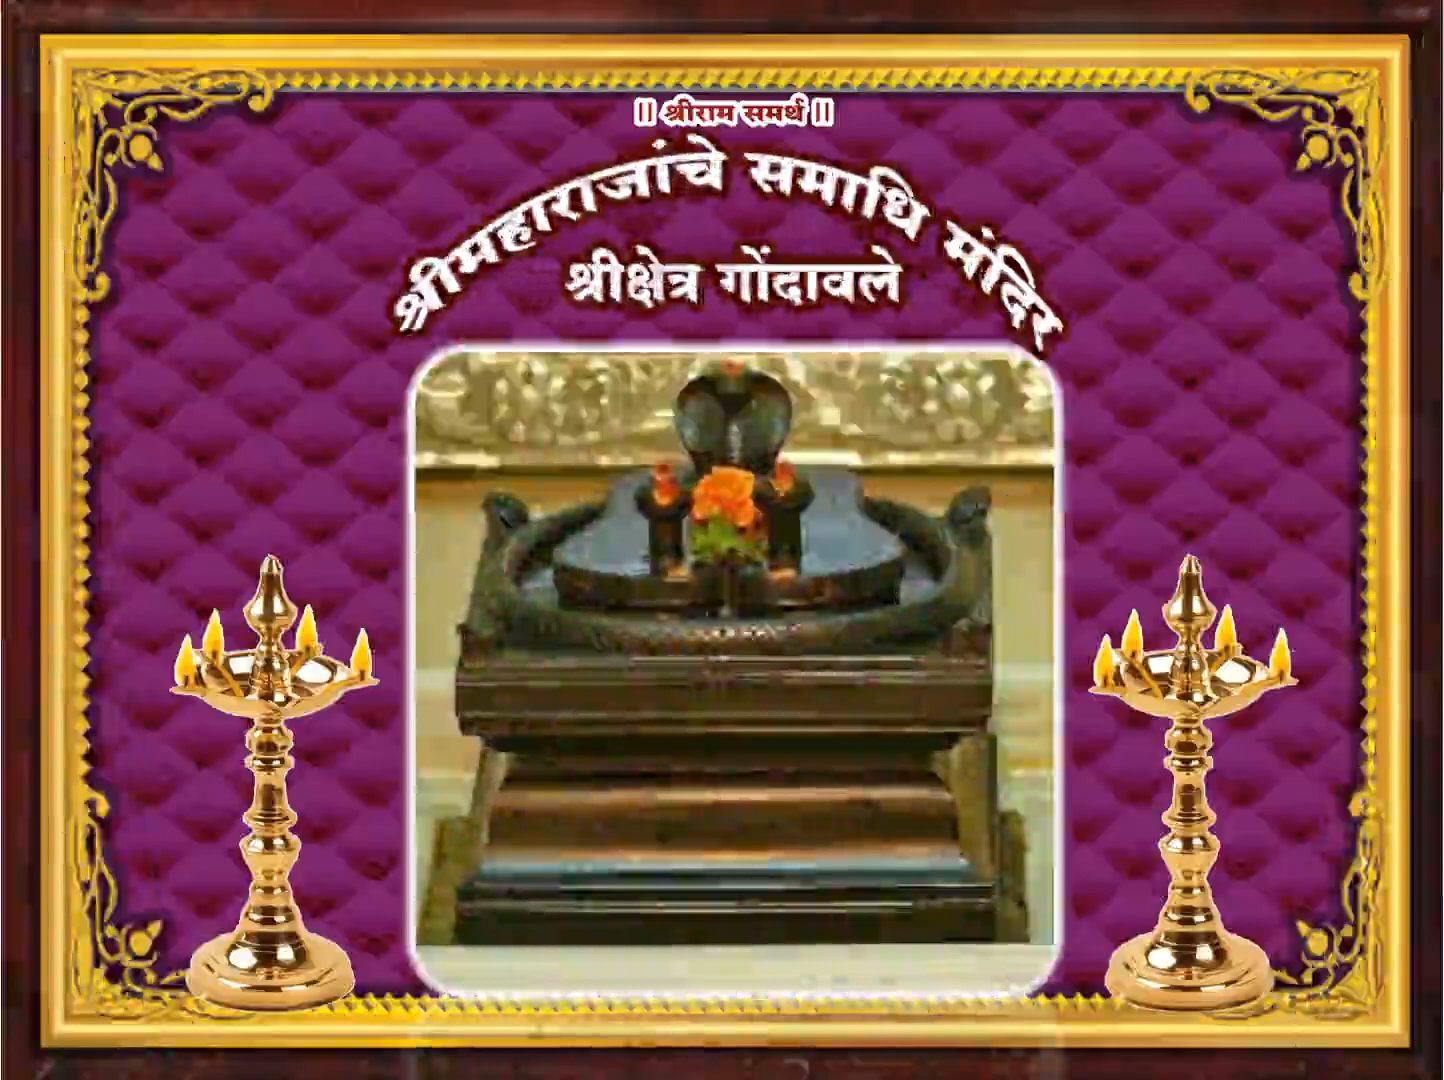 ॥ श्रीराम समर्थ ॥
श्रीमहाराजांचे समाधि मंदिर
श्रीक्षेत्र गोंदावले